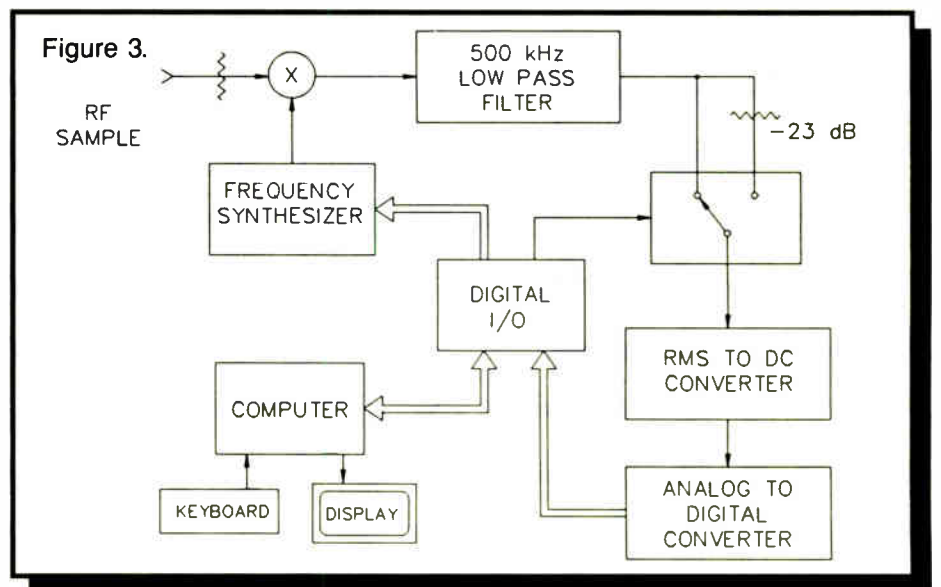 Figure 3.
RF
SAMPLE
X
500 kHz
LOW PASS
FILTER
-23 dB
FREQUENCY
SYNTHESIZER
DIGITAL
I/O
RMS TO DC
CONVERTER
COMPUTER
KEYBOARD
DISPLAY
ANALOG TO
DIGITAL
CONVERTER